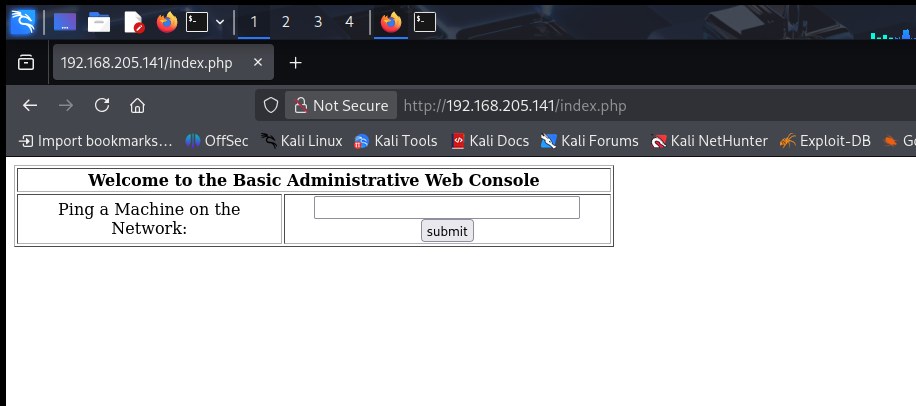 1 2 3 4
192.168.205.141/index.php
Not Secure http://192.168.205.141/index.php
Import bookmarks... OffSec Kali Linux Kali Tools Kali Docs Kali Forums Kali NetHunter Exploit-DB
Welcome to the Basic Administrative Web Console
Ping a Machine on the
Network:
submit